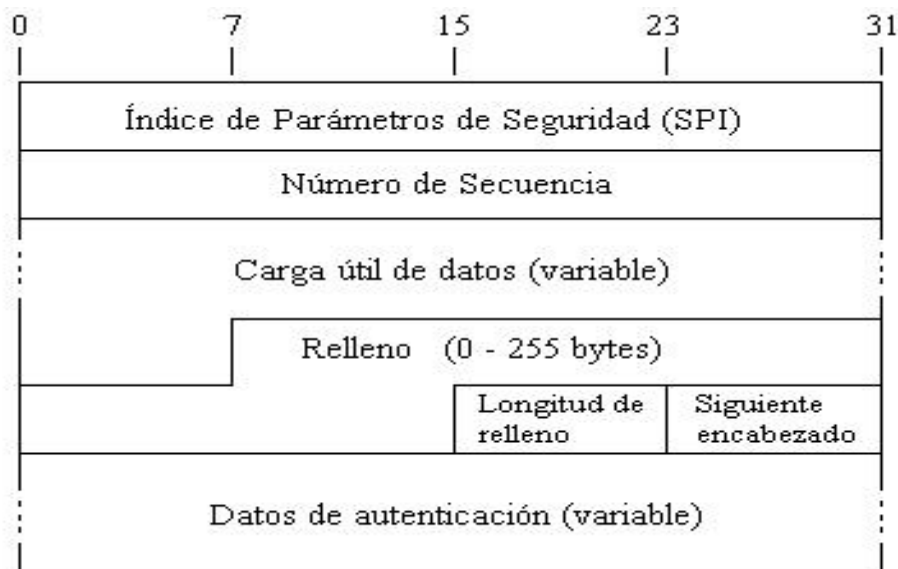 0 7 15 23 31
Índice de Parámetros de Seguridad (SPI)
Número de Secuencia
Carga útil de datos (variable)
Relleno (0 - 255 bytes)
Longitud de
relleno
Siguiente
encabezado
Datos de autenticación (variable)